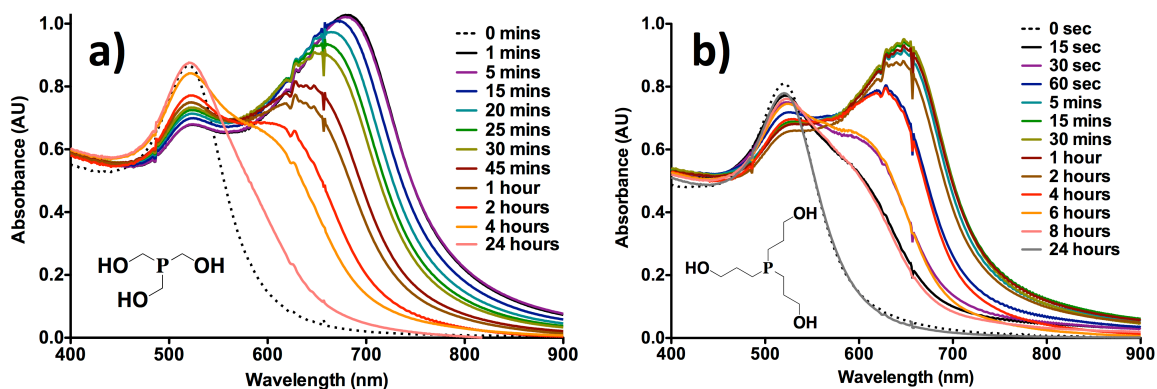 a)
Absorbance (AU)
1.0
0.8
0.6
0.4
0.2
0.0
400
500
600
700
800
900
Wavelength (nm)
0 mins
1 mins
5 mins
15 mins
20 mins
25 mins
30 mins
45 mins
1 hour
2 hours
4 hours
24 hours
HO P OH
HO
b)
Absorbance (AU)
1.0
0.8
0.6
0.4
0.2
0.0
400
500
600
700
800
900
Wavelength (nm)
0 sec
15 sec
30 sec
60 sec
5 mins
15 mins
30 mins
1 hour
2 hours
4 hours
6 hours
8 hours
24 hours
OH
HO P
OH